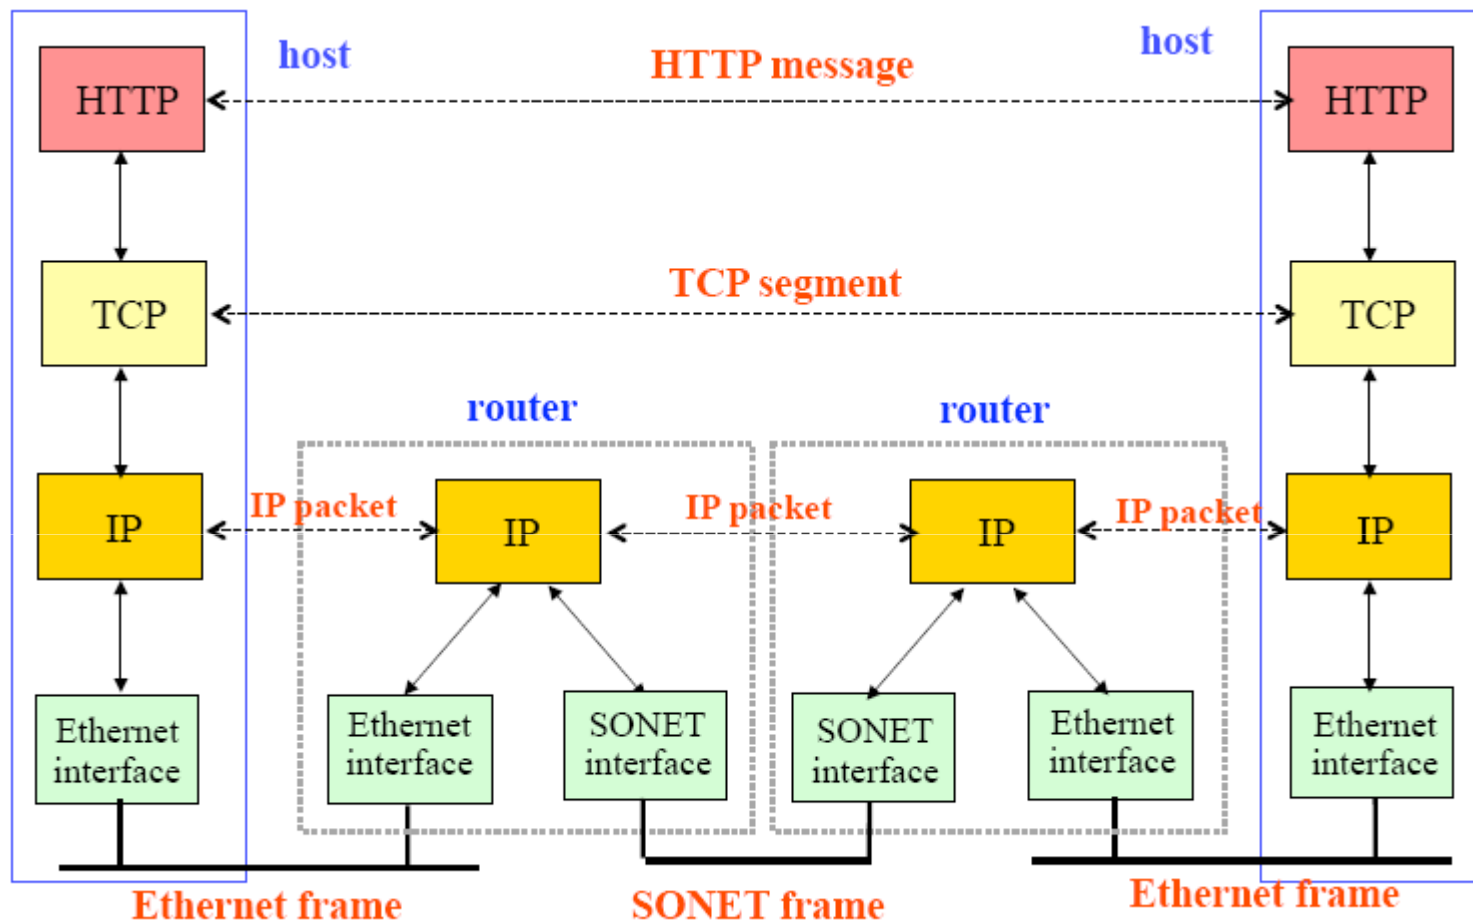 host
host
HTTP message
HTTP
HTTP
TCP segment
TCP
TCP
router
router
IP packet
IP packet
IP packet
IP
IP
IP
IP
Ethernet
interface
Ethernet
interface
SONET
interface
SONET
interface
Ethernet
interface
Ethernet
interface
Ethernet frame
SONET frame
Ethernet frame